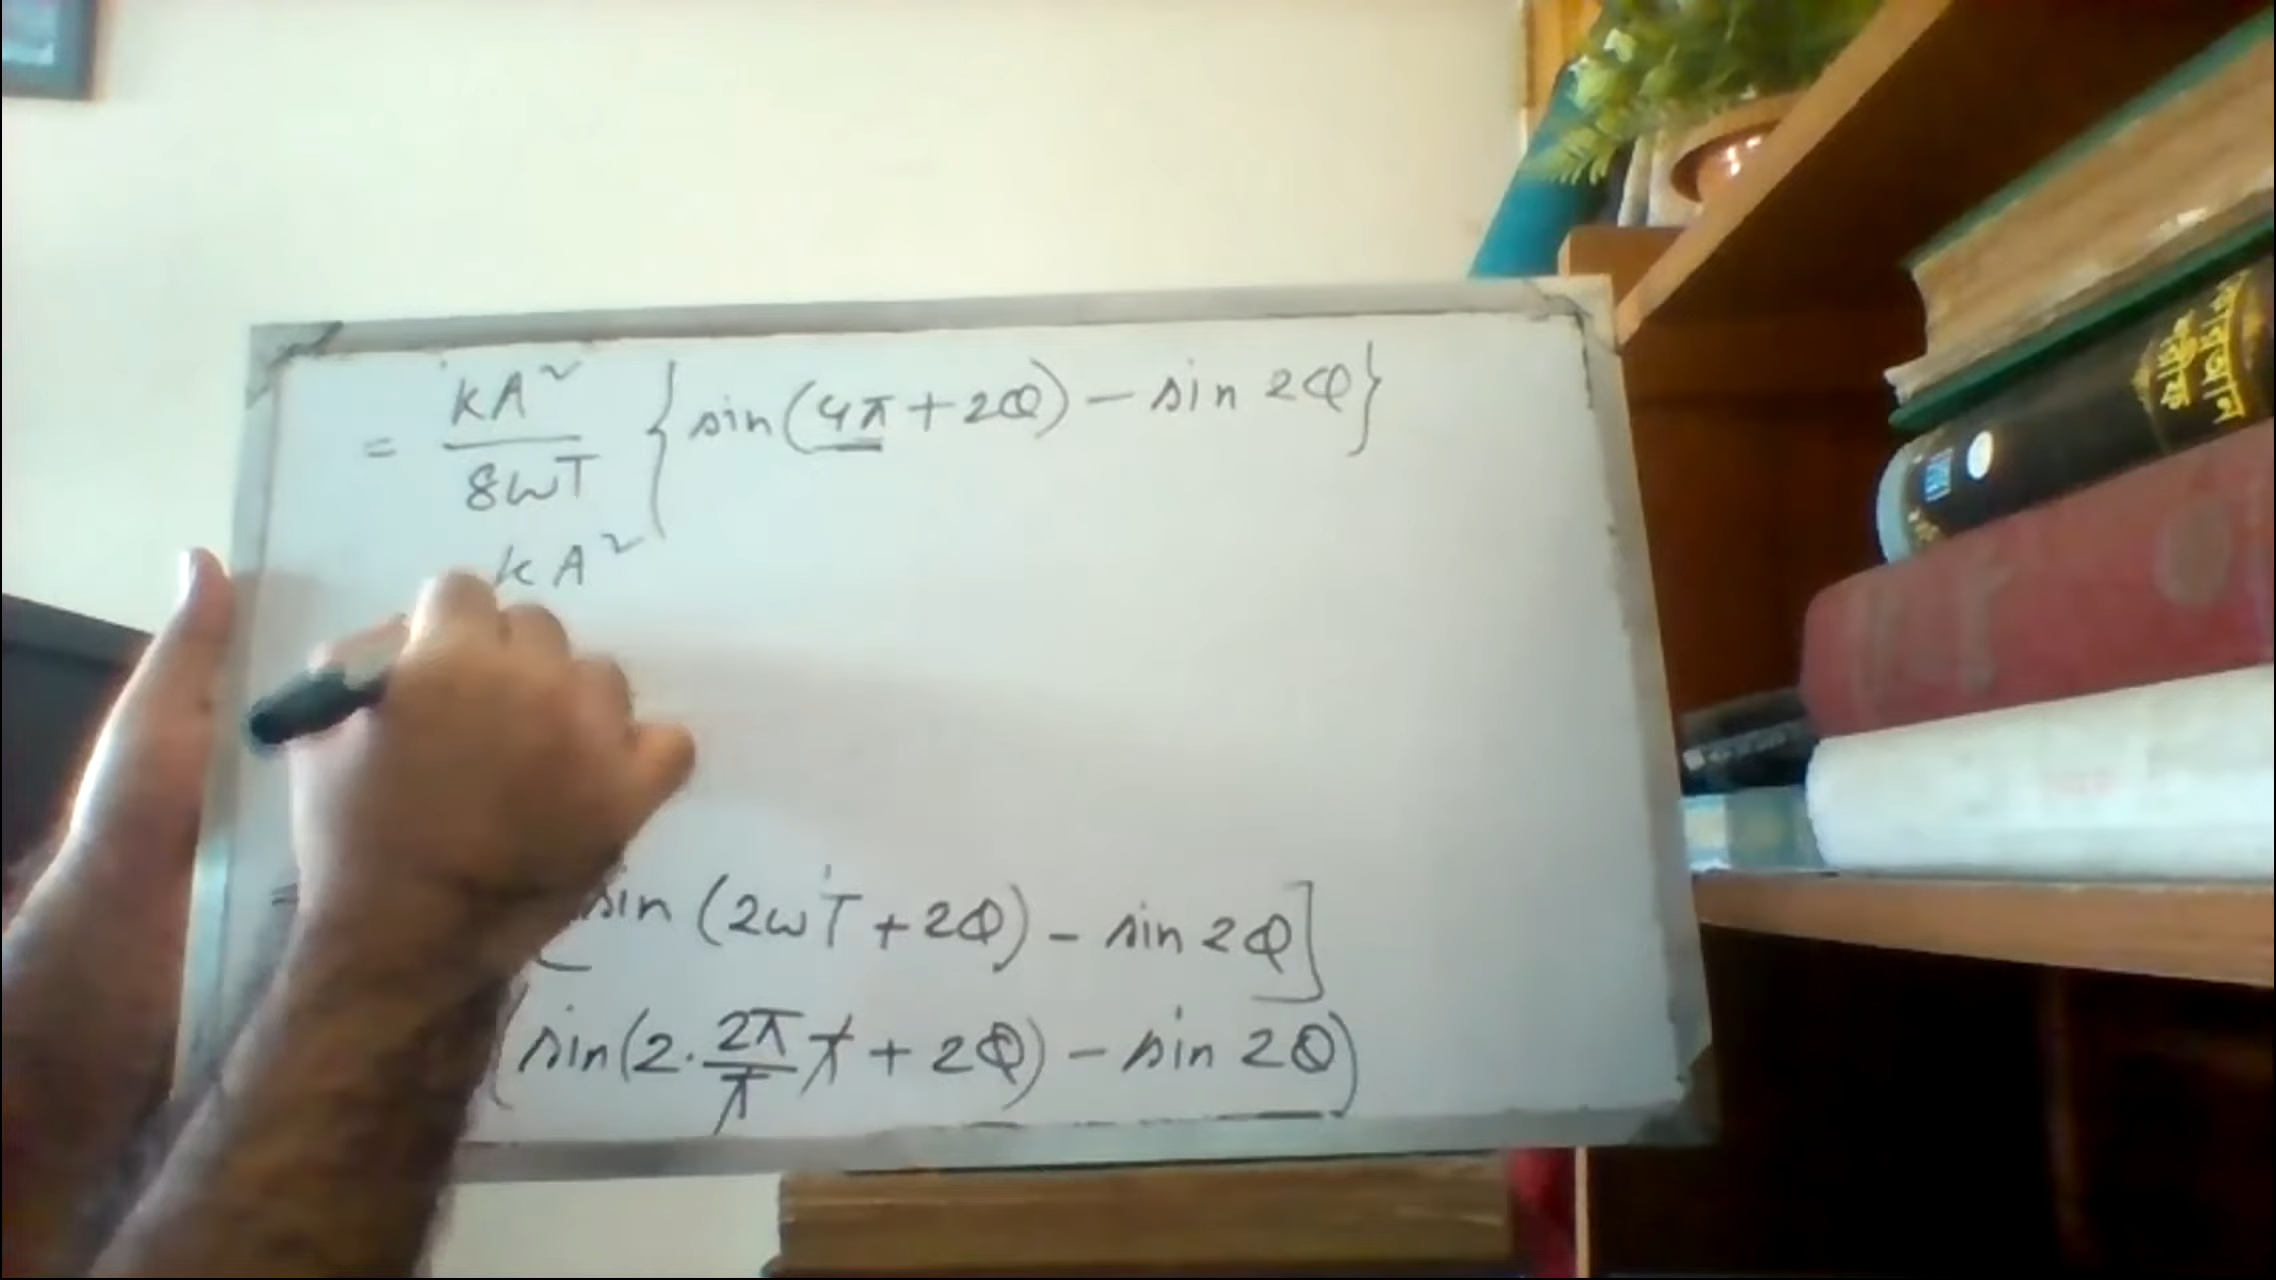 = kA² / 8ωT {sin(4π+2φ) – sin 2φ}
kA²
= sin (2ωT + 2φ) – sin 2φ]
(sin(2·2π/T T + 2φ) – sin 2φ)